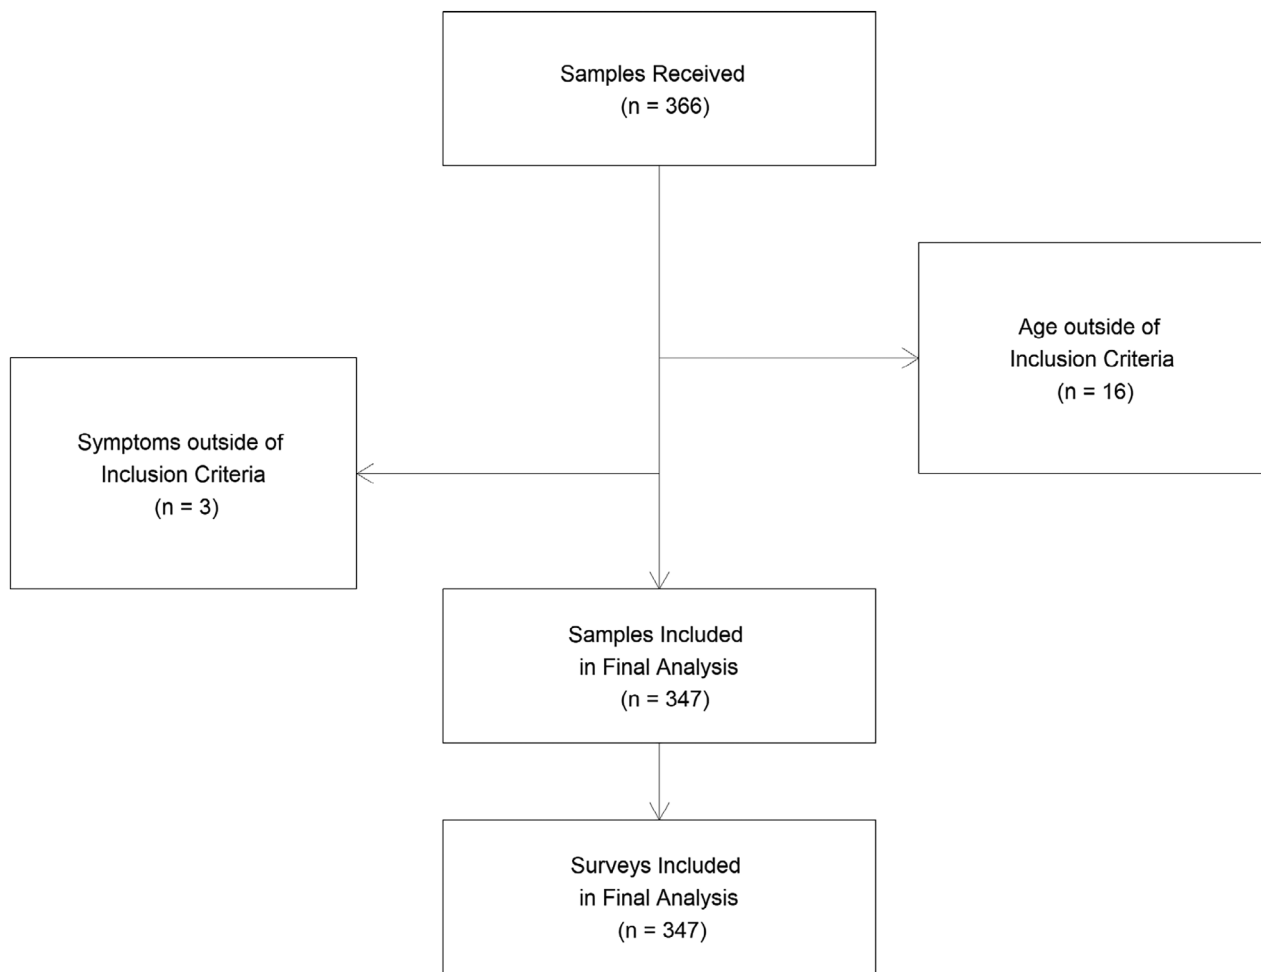 Samples Received
(n = 366)
Age outside of
Inclusion Criteria
(n = 16)
Symptoms outside of
Inclusion Criteria
(n = 3)
Samples Included
in Final Analysis
(n = 347)
Surveys Included
in Final Analysis
(n = 347)